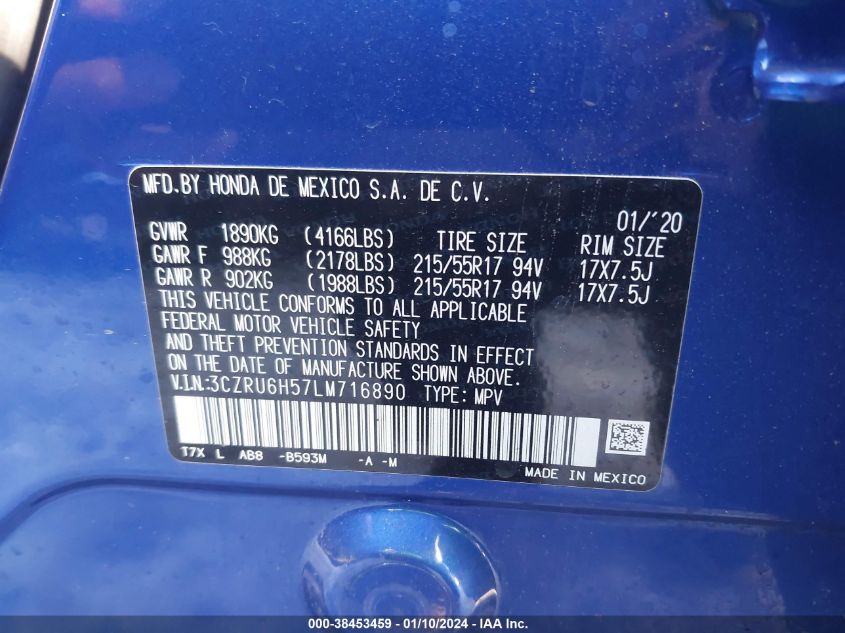 MFD.BY HONDA DE MEXICO S.A. DE C.V.
01/'20
GVWR 1890KG (4166LBS) TIRE SIZE RIM SIZE
GAWR F 988KG (2178LBS) 215/55R17 94V 17X7.5J
GAWR R 902KG (1988LBS) 215/55R17 94V 17X7.5J
THIS VEHICLE CONFORMS TO ALL APPLICABLE
FEDERAL MOTOR VEHICLE SAFETY
AND THEFT PREVENTION STANDARDS IN EFFECT
ON THE DATE OF MANUFACTURE SHOWN ABOVE.
V.I.N:3CZRU6H57LM716890 TYPE: MPV
T7X L AB8 -B593M -A -M
MADE IN MEXICO
000-38453459 - 01/10/2024 - IAA, Inc.